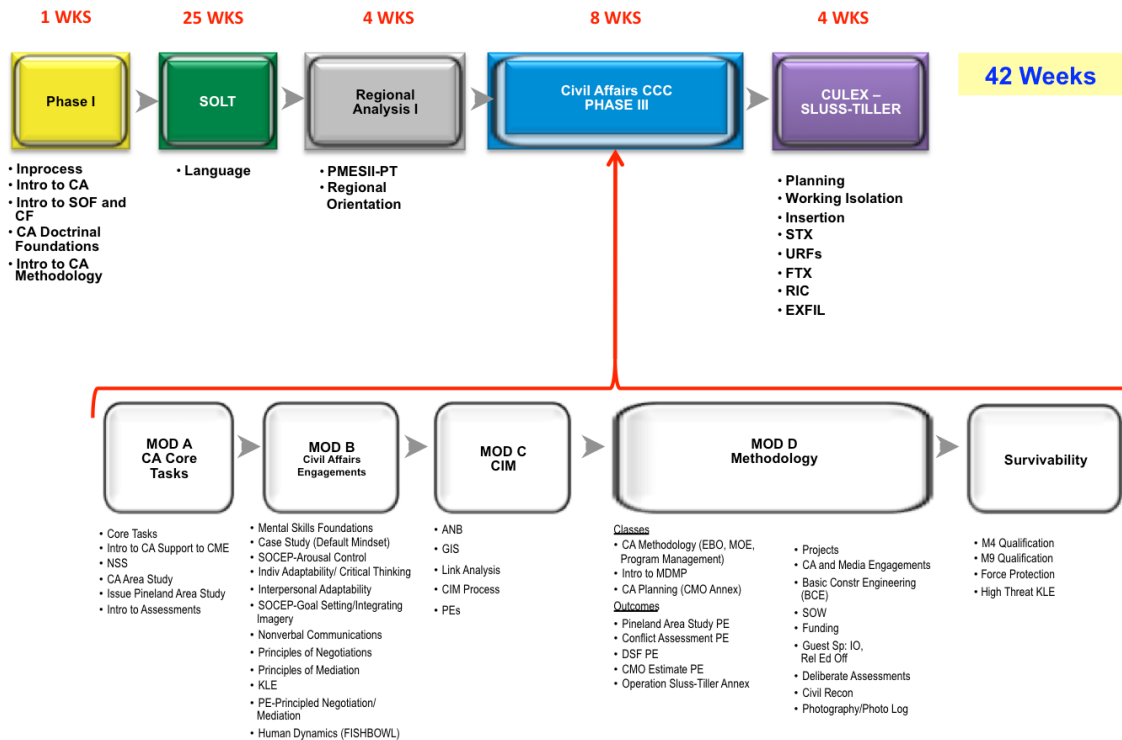 1 WKS
25 WKS
4 WKS
8 WKS
4 WKS
42 Weeks
Phase I
SOLT
Regional
Analysis I
Civil Affairs CCC
PHASE III
CULEX –
SLUSS-TILLER
• Inprocess
• Intro to CA
• Intro to SOF and
CF
• CA Doctrinal
Foundations
• Intro to CA
Methodology
• Language
• PMESII-PT
• Regional
Orientation
• Planning
• Working Isolation
• Insertion
• STX
• URFs
• FTX
• RIC
• EXFIL
MOD A
CA Core
Tasks
MOD B
Civil Affairs
Engagements
MOD C
CIM
MOD D
Methodology
Survivability
• Core Tasks
• Intro to CA Support to CME
• NSS
• CA Area Study
• Issue Pineland Area Study
• Intro to Assessments
• Mental Skills Foundations
• Case Study (Default Mindset)
• SOCEP-Arousal Control
• Indiv Adaptability/ Critical Thinking
• Interpersonal Adaptability
• SOCEP-Goal Setting/Integrating
Imagery
• Nonverbal Communications
• Principles of Negotiations
• Principles of Mediation
• KLE
• PE-Principled Negotiation/
Mediation
• Human Dynamics (FISHBOWL)
• ANB
• GIS
• Link Analysis
• CIM Process
• PEs
Classes
• CA Methodology (EBO, MOE,
Program Management)
• Intro to MDMP
• CA Planning (CMO Annex)
Outcomes
• Pineland Area Study PE
• Conflict Assessment PE
• DSF PE
• CMO Estimate PE
• Operation Sluss-Tiller Annex
• Projects
• CA and Media Engagements
• Basic Constr Engineering
(BCE)
• SOW
• Funding
• Guest Sp: IO,
Rel Ed Off
• Deliberate Assessments
• Civil Recon
• Photography/Photo Log
• M4 Qualification
• M9 Qualification
• Force Protection
• High Threat KLE